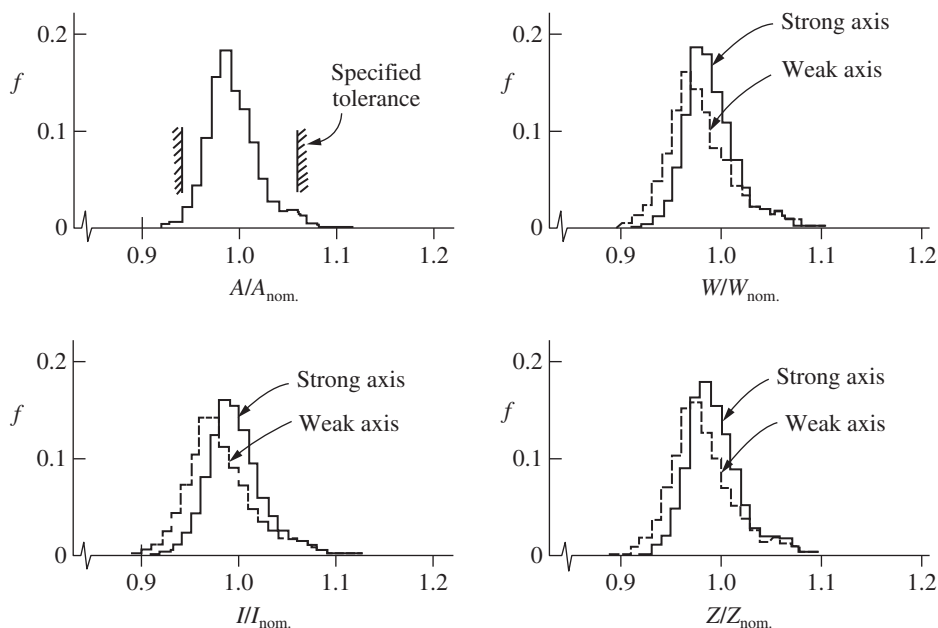 0.2
f
0.1
0
Specified
tolerance
0.9 1.0 1.1 1.2
A/Anom.
0.2
f
0.1
0
Strong axis
Weak axis
0.9 1.0 1.1 1.2
W/Wnom.
0.2
f
0.1
0
Strong axis
Weak axis
0.9 1.0 1.1 1.2
I/Inom.
0.2
f
0.1
0
Strong axis
Weak axis
0.9 1.0 1.1 1.2
Z/Znom.